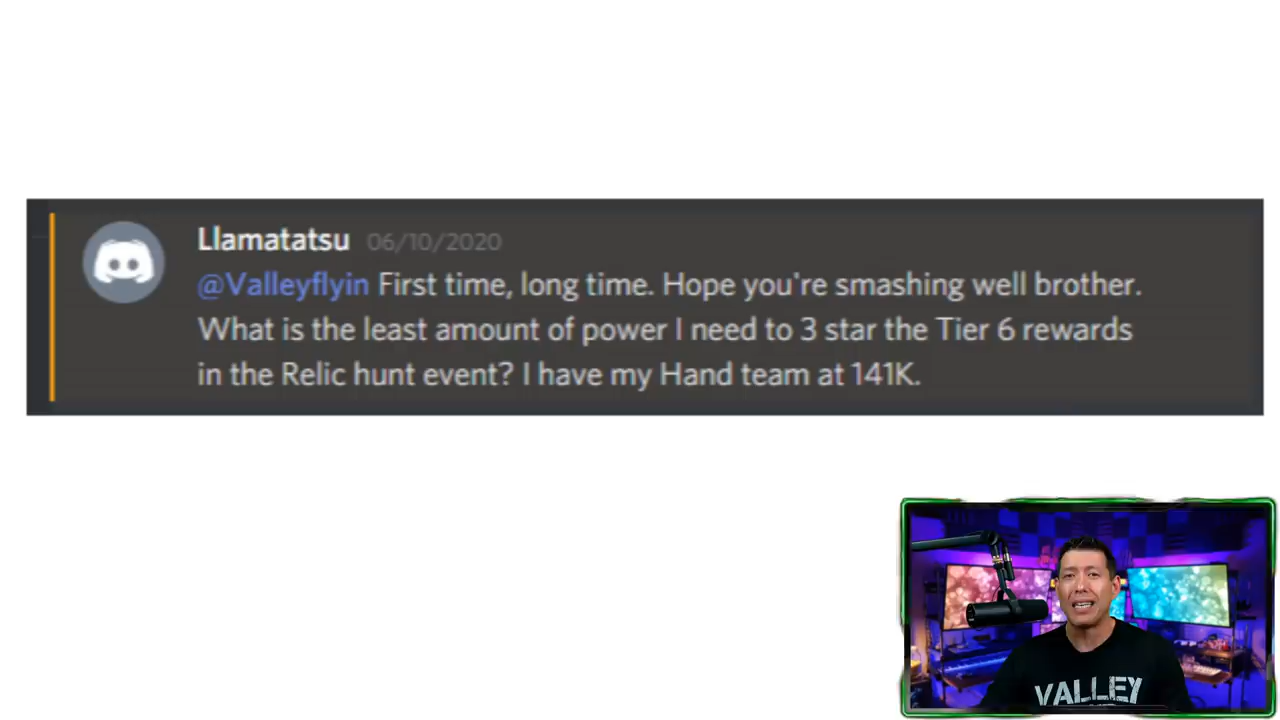 Llamatatsu 06/10/2020
@Valleyflyin First time, long time. Hope you're smashing well brother.
What is the least amount of power I need to 3 star the Tier 6 rewards
in the Relic hunt event? I have my Hand team at 141K.
VALLEY